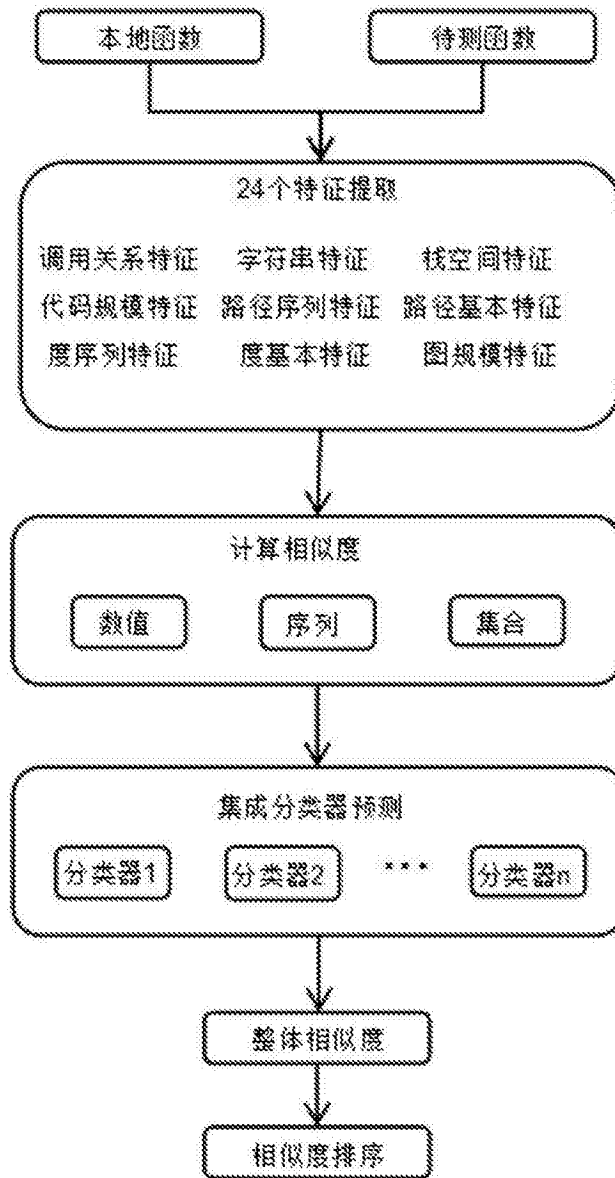 本地函数 待测函数
24个特征提取
调用关系特征 字符串特征 栈空间特征
代码规模特征 路径序列特征 路径基本特征
度序列特征 度基本特征 图规模特征
计算相似度
数值 序列 集合
集成分类器预测
分类器1 分类器2 ··· 分类器n
整体相似度
相似度排序